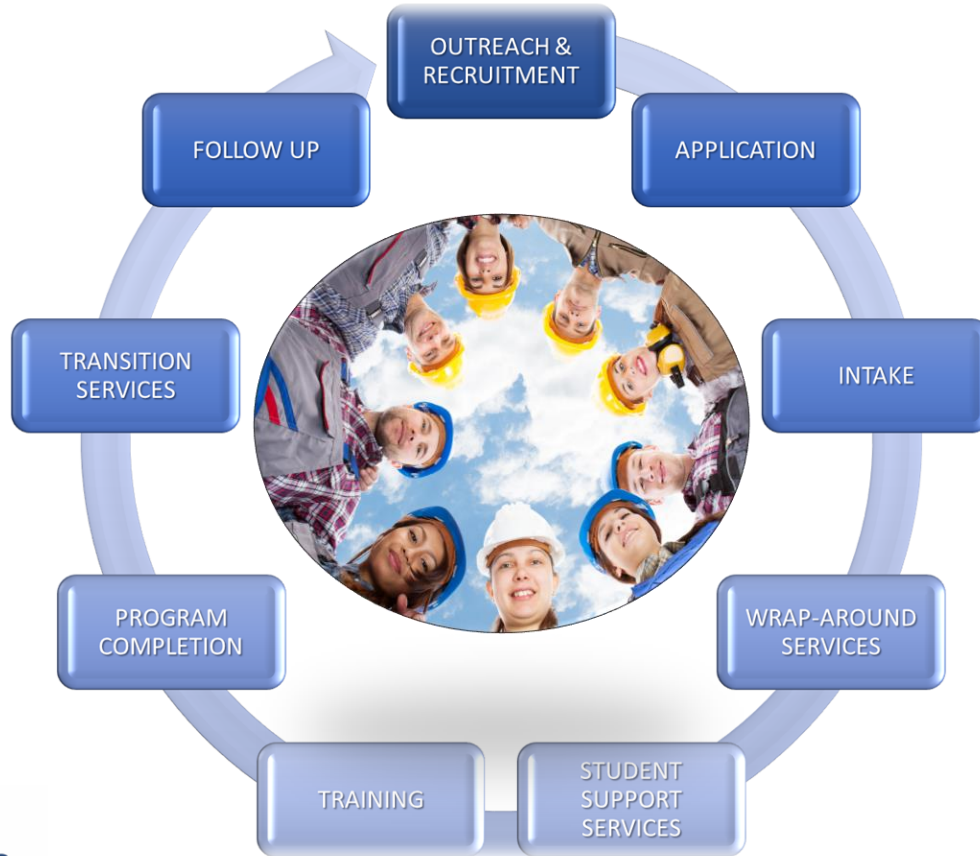 OUTREACH &
RECRUITMENT
APPLICATION
INTAKE
WRAP-AROUND
SERVICES
STUDENT
SUPPORT
SERVICES
TRAINING
PROGRAM
COMPLETION
TRANSITION
SERVICES
FOLLOW UP